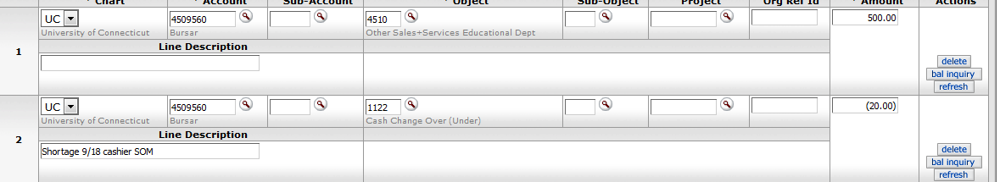 Chart Account Sub-Account Object Sub-Object Project Org Ref Id Amount Actions
1 UC 4509560 4510 500.00
University of Connecticut Bursar Other Sales+Services Educational Dept
Line Description
delete
bal inquiry
refresh
2 UC 4509560 1122 (20.00)
University of Connecticut Bursar Cash Change Over (Under)
Line Description
Shortage 9/18 cashier SOM
delete
bal inquiry
refresh